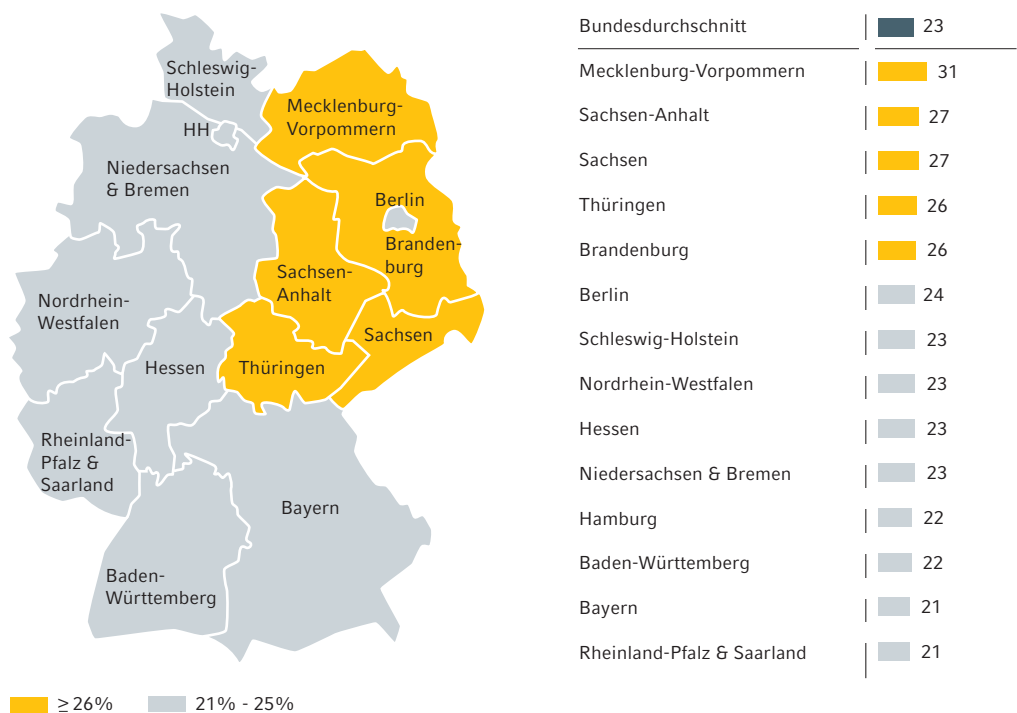 Schleswig-
Holstein
Mecklenburg-
Vorpommern
HH
Niedersachsen
& Bremen
Berlin
Branden-
burg
Sachsen-
Anhalt
Nordrhein-
Westfalen
Sachsen
Hessen
Thüringen
Rheinland-
Pfalz &
Saarland
Bayern
Baden-
Württemberg
≥ 26%
21% - 25%
Bundesdurchschnitt 23
Mecklenburg-Vorpommern 31
Sachsen-Anhalt 27
Sachsen 27
Thüringen 26
Brandenburg 26
Berlin 24
Schleswig-Holstein 23
Nordrhein-Westfalen 23
Hessen 23
Niedersachsen & Bremen 23
Hamburg 22
Baden-Württemberg 22
Bayern 21
Rheinland-Pfalz & Saarland 21